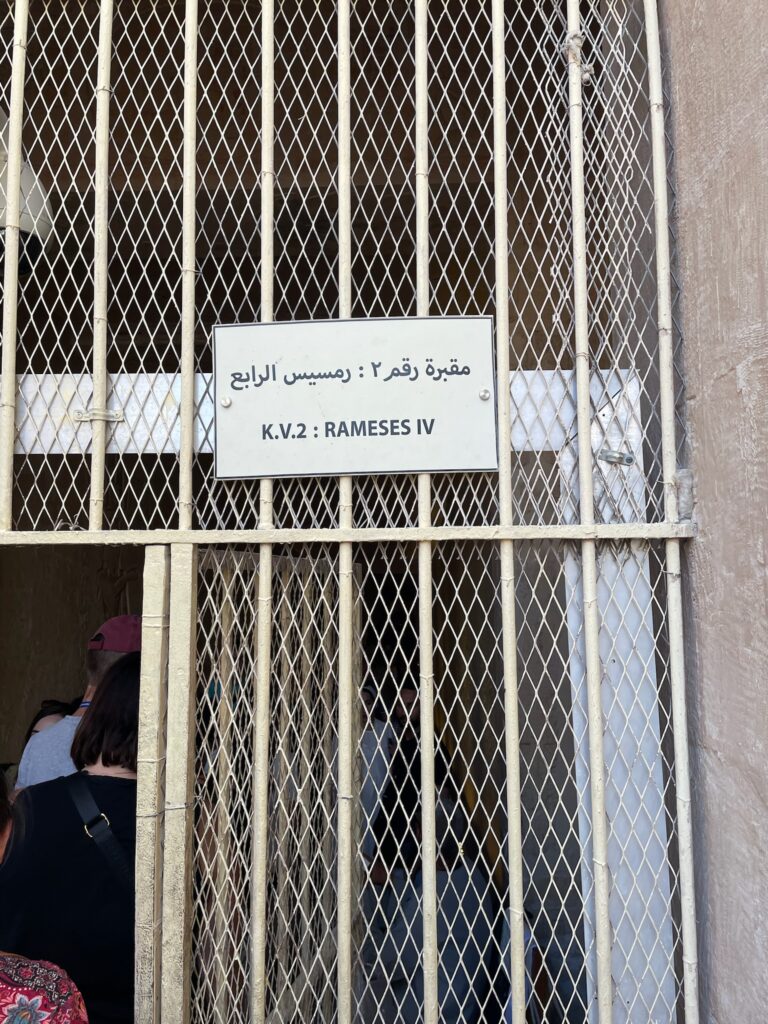 مقبرة رقم ٢ : رمسيس الرابع
K.V.2 : RAMESES IV